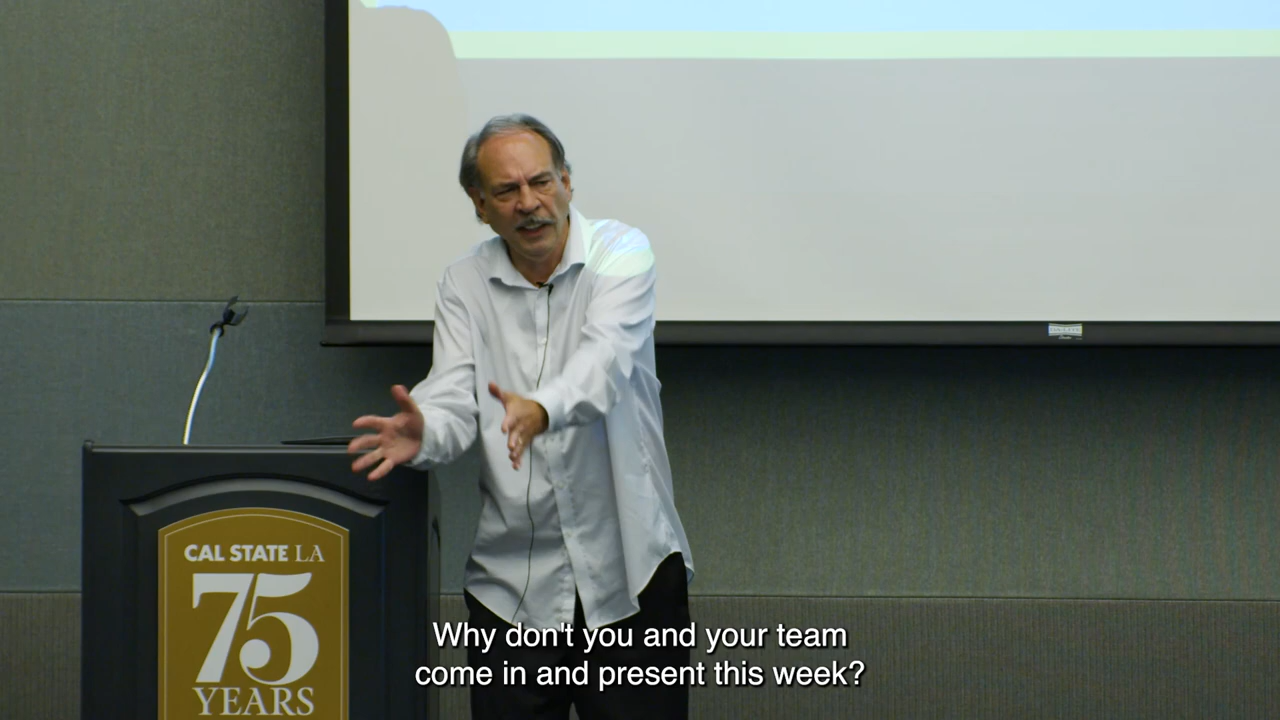 CAL STATE LA
75
YEARS
Why don't you and your team
come in and present this week?